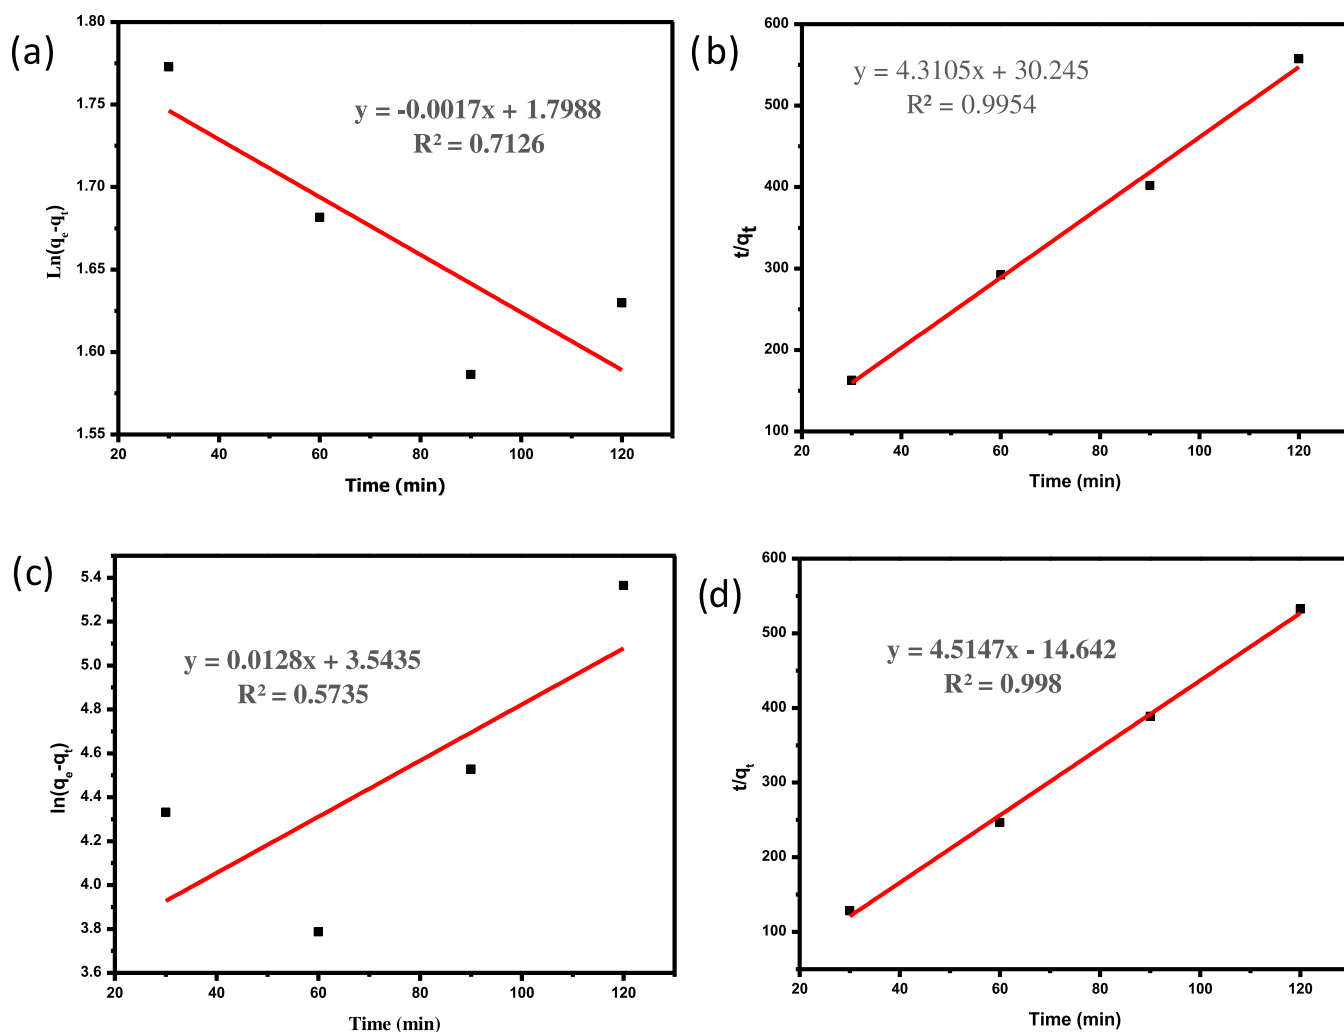 (a)
1.80
1.75
1.70
1.65
1.60
1.55
Ln(qe-qt)
y = -0.0017x + 1.7988
R² = 0.7126
20
40
60
80
100
120
Time (min)
(b)
600
500
400
300
200
100
t/qt
y = 4.3105x + 30.245
R² = 0.9954
20
40
60
80
100
120
Time (min)
(c)
5.4
5.2
5.0
4.8
4.6
4.4
4.2
4.0
3.8
3.6
ln(qe-qt)
y = 0.0128x + 3.5435
R² = 0.5735
20
40
60
80
100
120
Time (min)
(d)
600
500
400
300
200
100
t/qt
y = 4.5147x - 14.642
R² = 0.998
20
40
60
80
100
120
Time (min)